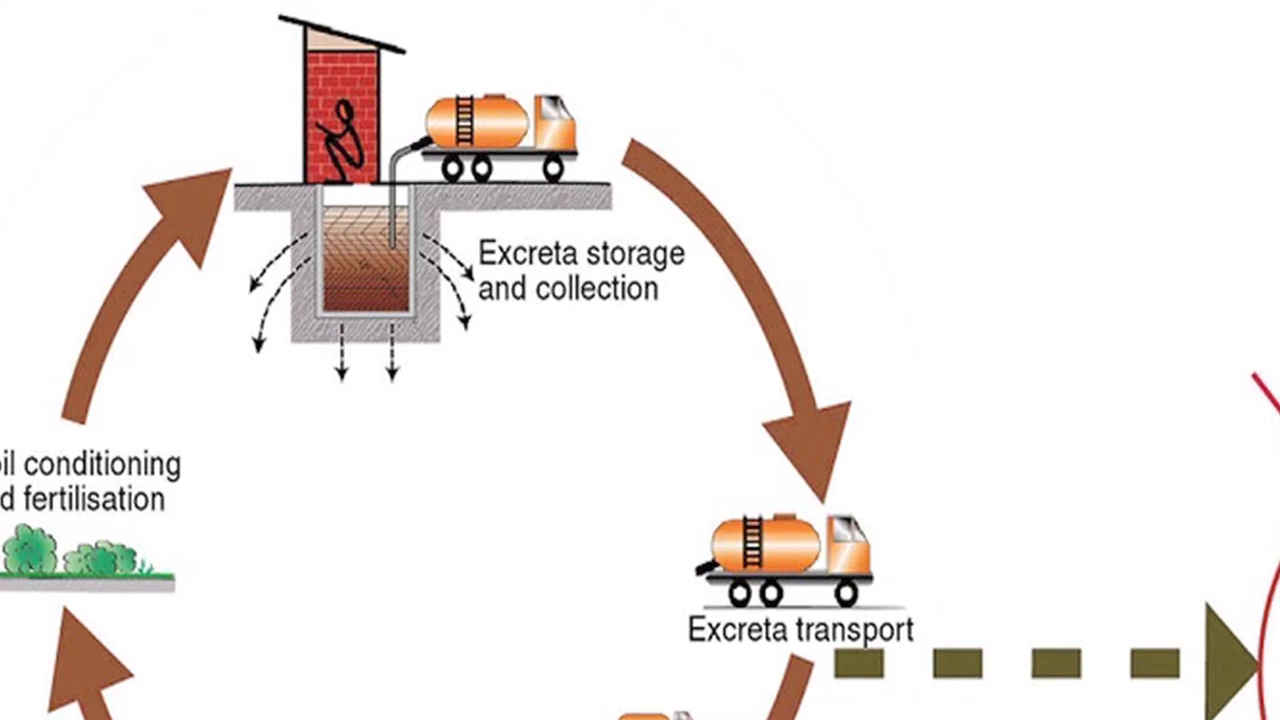 Excreta storage
and collection
oil conditioning
d fertilisation
Excreta transport